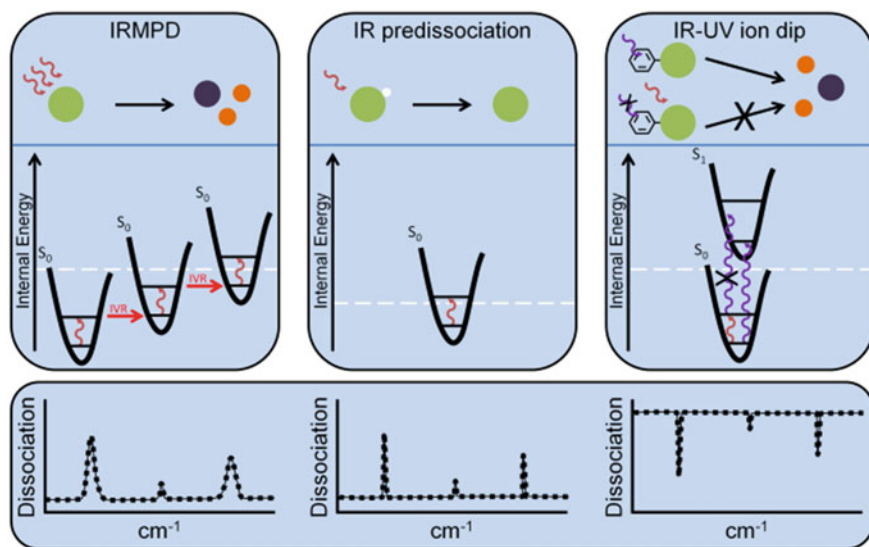 IRMPD
IR predissociation
IR-UV ion dip
Internal Energy
S₀
S₀
S₀
IVR
IVR
Internal Energy
S₀
Internal Energy
S₁
S₀
Dissociation
cm⁻¹
Dissociation
cm⁻¹
Dissociation
cm⁻¹